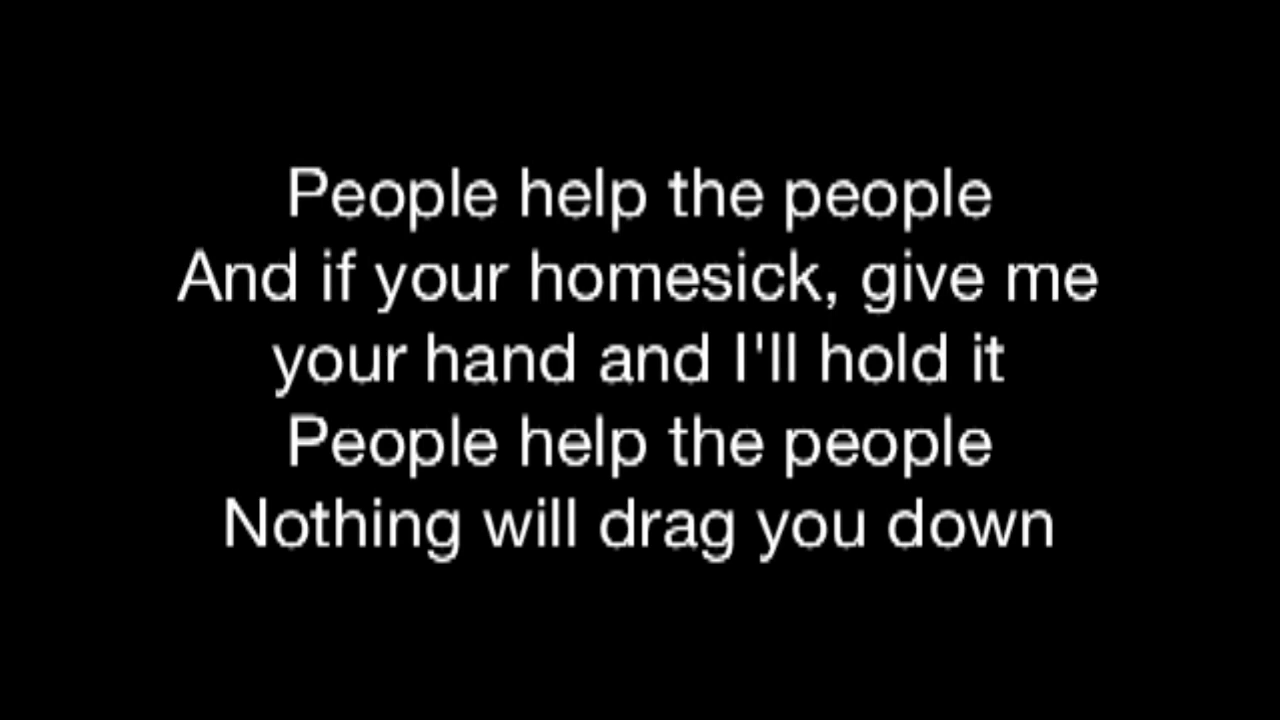 People help the people
And if your homesick, give me
your hand and I'll hold it
People help the people
Nothing will drag you down